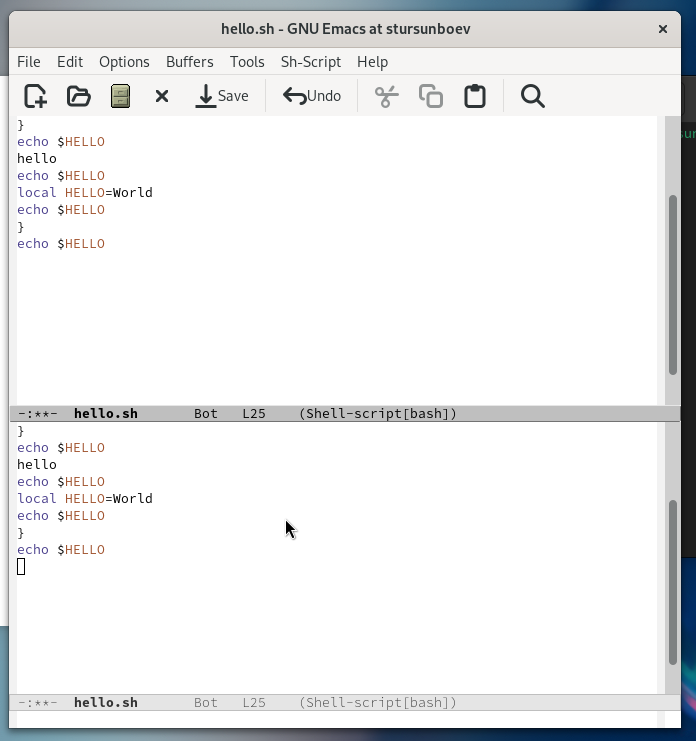 hello.sh - GNU Emacs at stursunboev
File Edit Options Buffers Tools Sh-Script Help
Save Undo
}
echo $HELLO
hello
echo $HELLO
local HELLO=World
echo $HELLO
}
echo $HELLO
-:**- hello.sh Bot L25 (Shell-script[bash])
}
echo $HELLO
hello
echo $HELLO
local HELLO=World
echo $HELLO
}
echo $HELLO
-:**- hello.sh Bot L25 (Shell-script[bash])